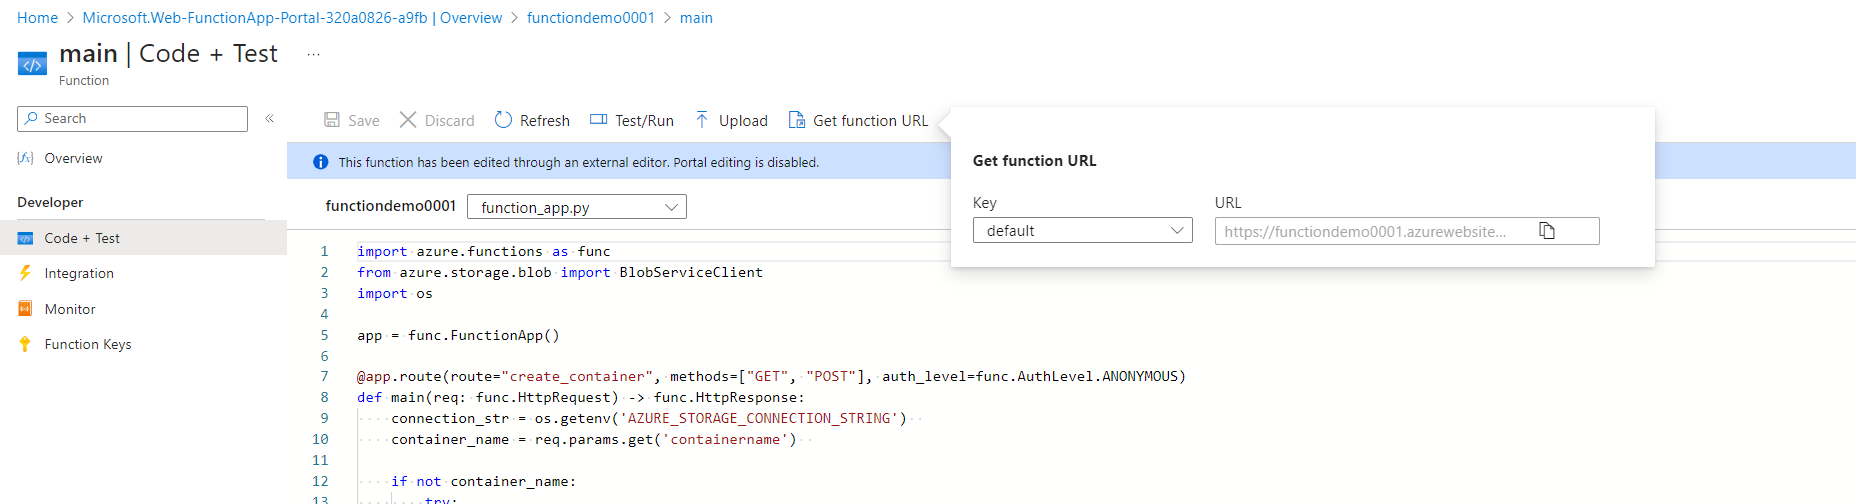 Home > Microsoft.Web-FunctionApp-Portal-320a0826-a9fb | Overview > functiondemo0001 > main
main | Code + Test ...
Function
Search «
Save Discard Refresh Test/Run Upload Get function URL
Overview
Developer
Code + Test
Integration
Monitor
Function Keys
This function has been edited through an external editor. Portal editing is disabled.
functiondemo0001 function_app.py
Get function URL
Key URL
default https://functiondemo0001.azurewebsite...
1 import azure.functions as func
2 from azure.storage.blob import BlobServiceClient
3 import os
4
5 app = func.FunctionApp()
6
7 @app.route(route="create_container", methods=["GET", "POST"], auth_level=func.AuthLevel.ANONYMOUS)
8 def main(req: func.HttpRequest) -> func.HttpResponse:
9 connection_str = os.getenv('AZURE_STORAGE_CONNECTION_STRING')
10 container_name = req.params.get('containername')
11
12 if not container_name:
13 try: